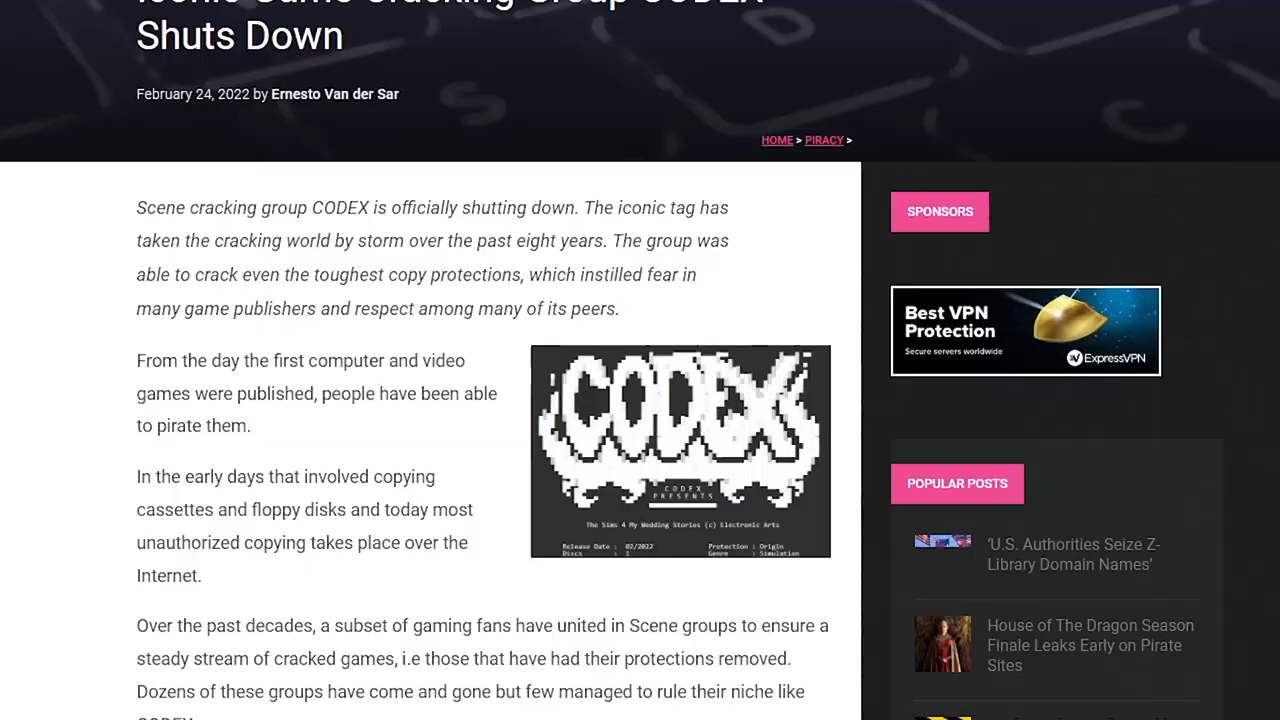 Iconic Game Cracking Group CODEX
Shuts Down
February 24, 2022 by Ernesto Van der Sar
HOME > PIRACY >
Scene cracking group CODEX is officially shutting down. The iconic tag has
taken the cracking world by storm over the past eight years. The group was
able to crack even the toughest copy protections, which instilled fear in
many game publishers and respect among many of its peers.
From the day the first computer and video
games were published, people have been able
to pirate them.
In the early days that involved copying
cassettes and floppy disks and today most
unauthorized copying takes place over the
Internet.
CODEX
CODEX
PRESENTS
The Sims 4 My Wedding Stories (c) Electronic Arts
Release Date : 02/2022 Protection : Origin
Discs : 1 Genre : Simulation
Over the past decades, a subset of gaming fans have united in Scene groups to ensure a
steady stream of cracked games, i.e those that have had their protections removed.
Dozens of these groups have come and gone but few managed to rule their niche like
CODEX
SPONSORS
Best VPN
Protection
Secure servers worldwide
ExpressVPN
POPULAR POSTS
‘U.S. Authorities Seize Z-
Library Domain Names’
House of The Dragon Season
Finale Leaks Early on Pirate
Sites